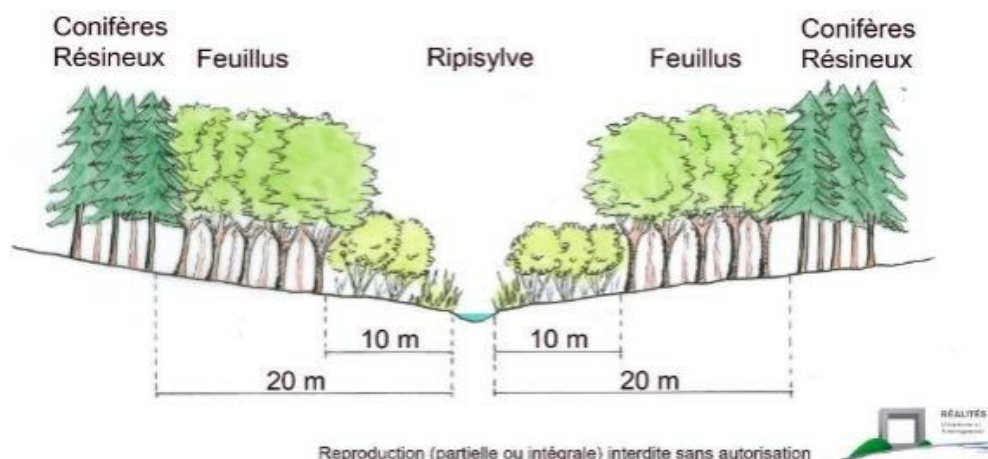 Conifères
Résineux
Feuillus
Ripisylve
Feuillus
Conifères
Résineux
10 m
10 m
20 m
20 m
Reproduction (partielle ou intégrale) interdite sans autorisation
RÉALITÉS